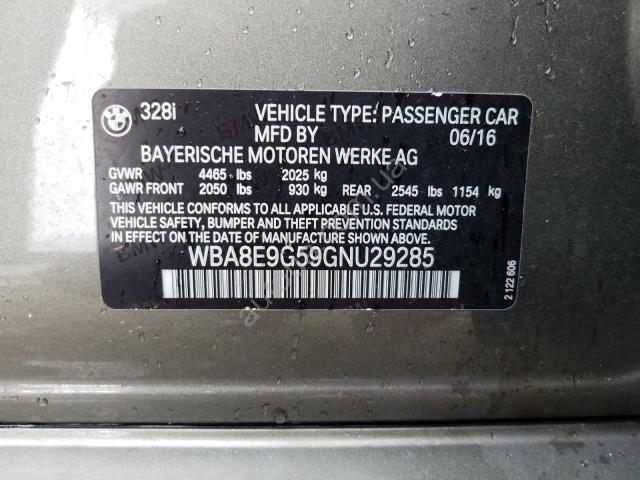 328i VEHICLE TYPE: PASSENGER CAR
MFD BY 06/16
BAYERISCHE MOTOREN WERKE AG
GVWR 4465 lbs 2025 kg
GAWR FRONT 2050 lbs 930 kg REAR 2545 lbs 1154 kg
THIS VEHICLE CONFORMS TO ALL APPLICABLE U.S. FEDERAL MOTOR
VEHICLE SAFETY, BUMPER AND THEFT PREVENTION STANDARDS
IN EFFECT ON THE DATE OF MANUFACTURE SHOWN ABOVE.
WBA8E9G59GNU29285
2 122 606